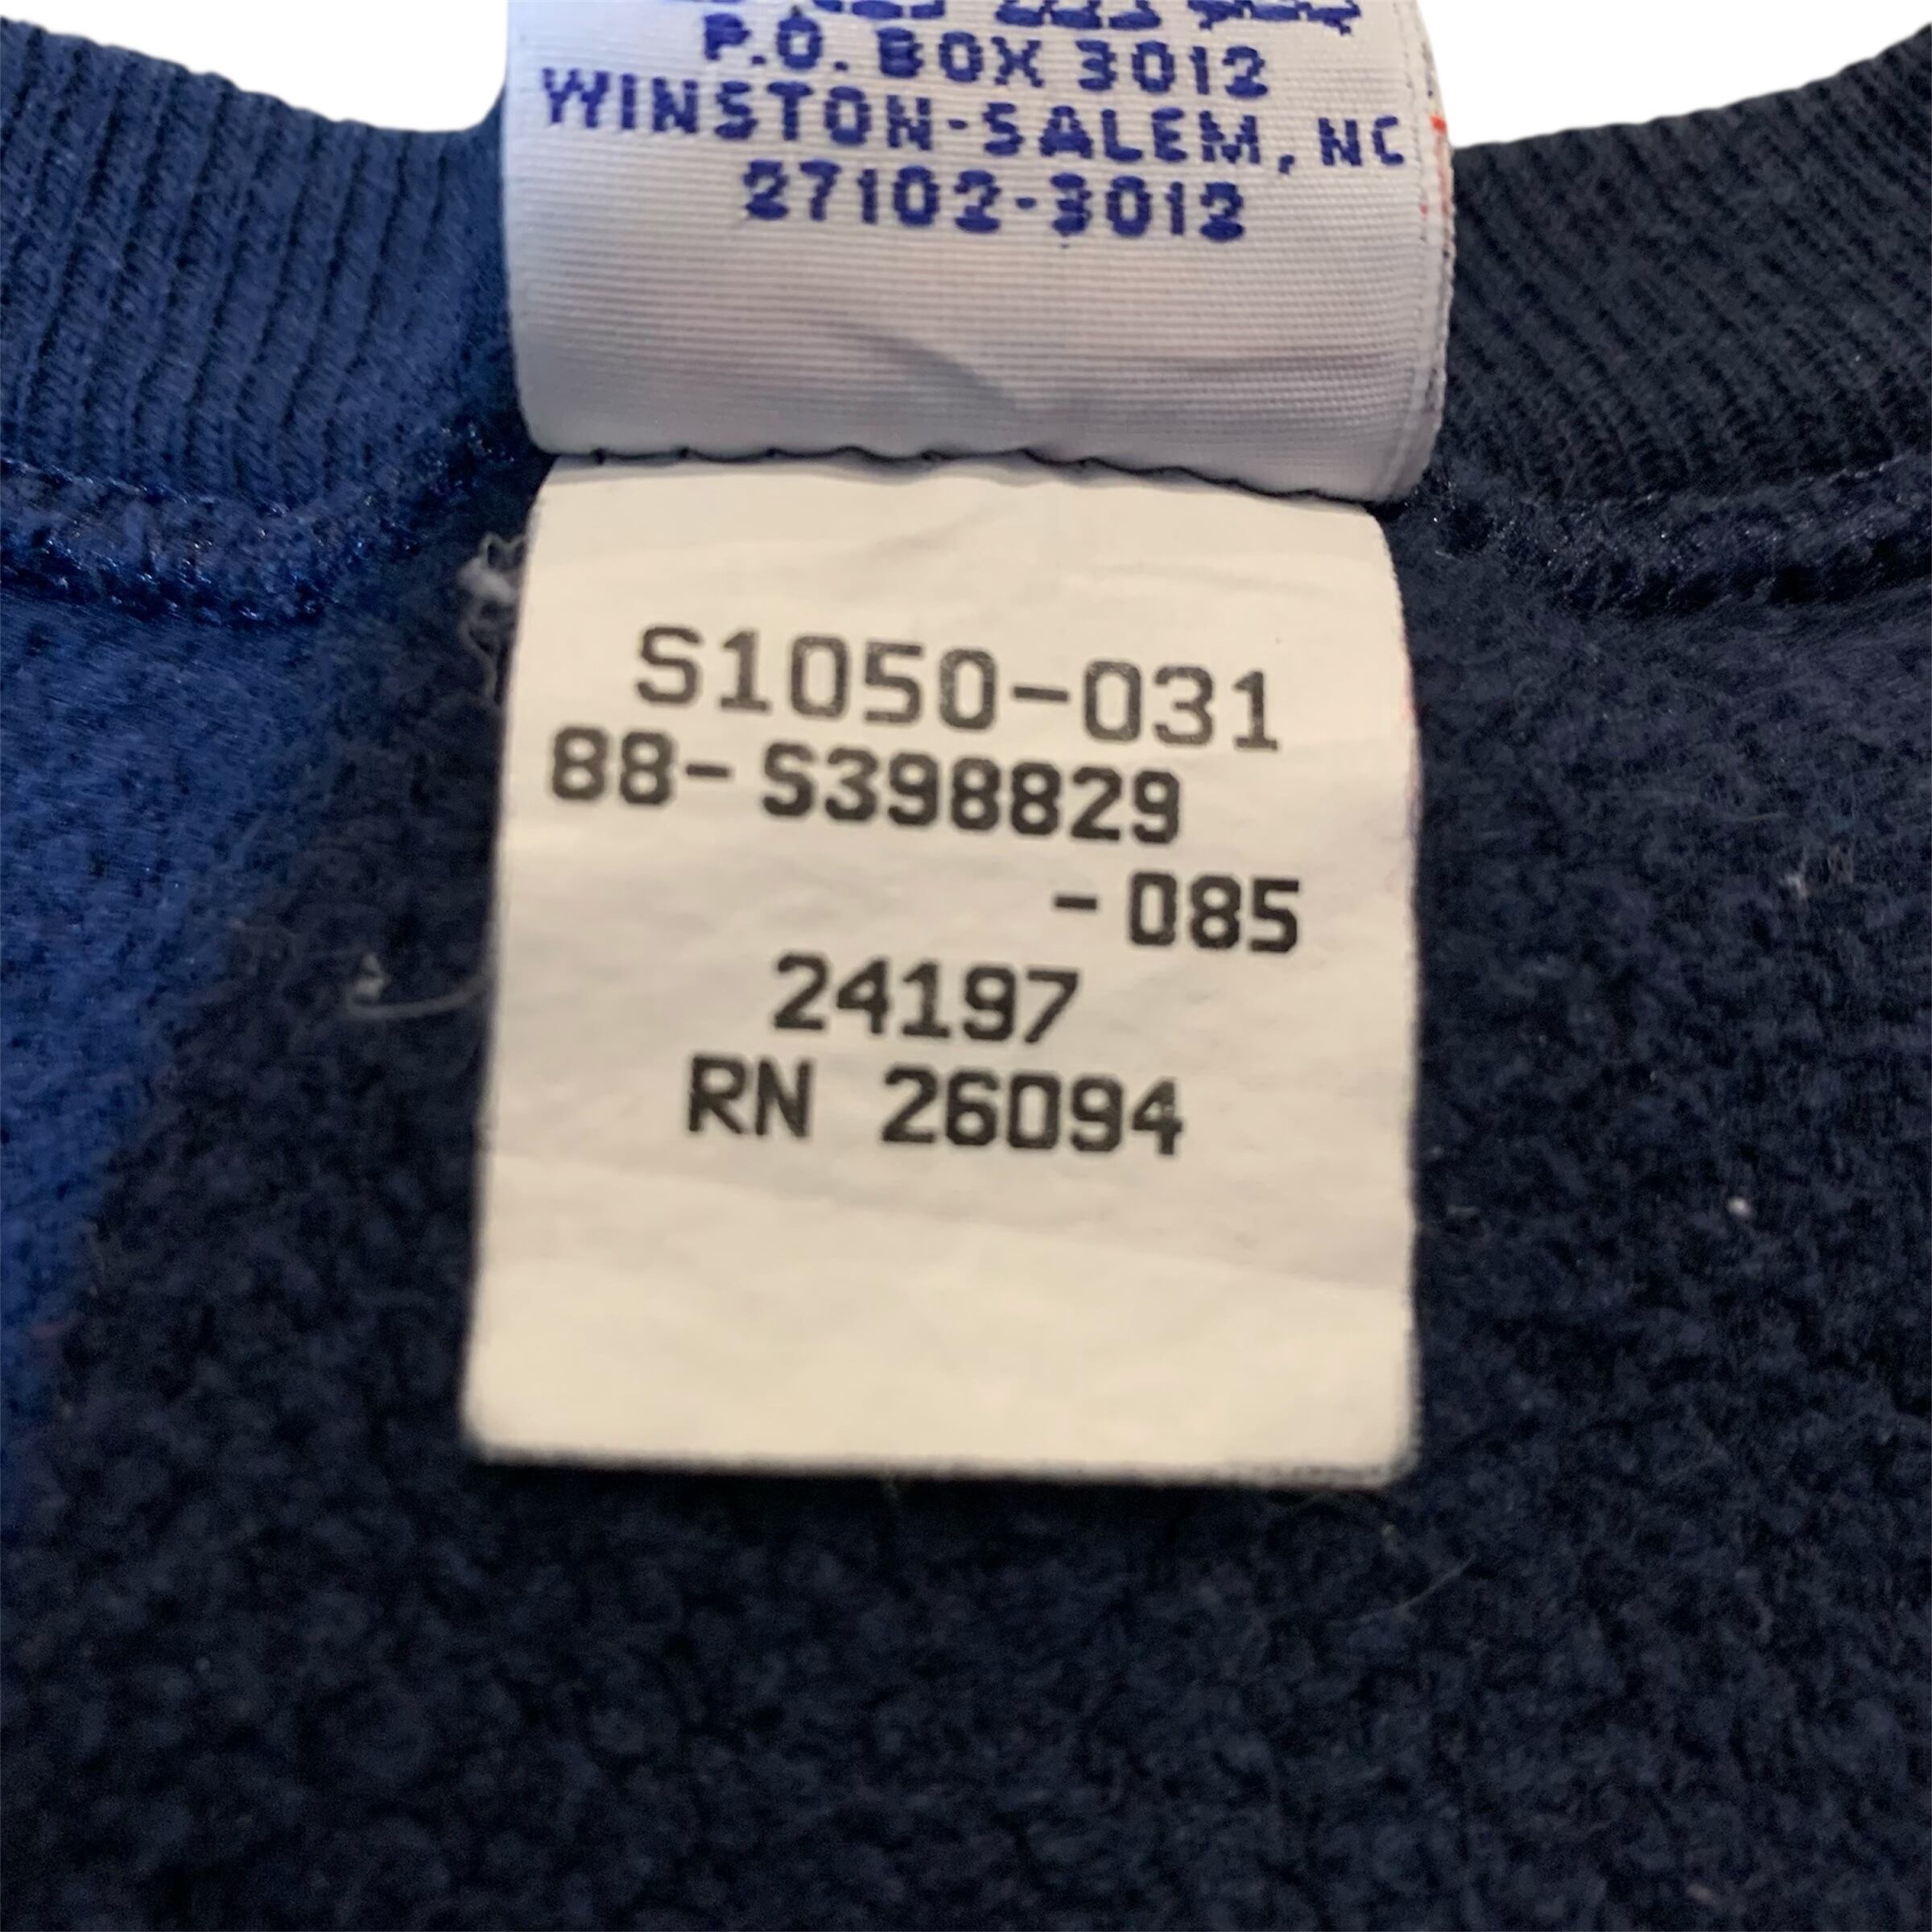 P.O. BOX 3012
WINSTON-SALEM, NC
27102-3012
S1050-031
88-S398829
-085
24197
RN 26094